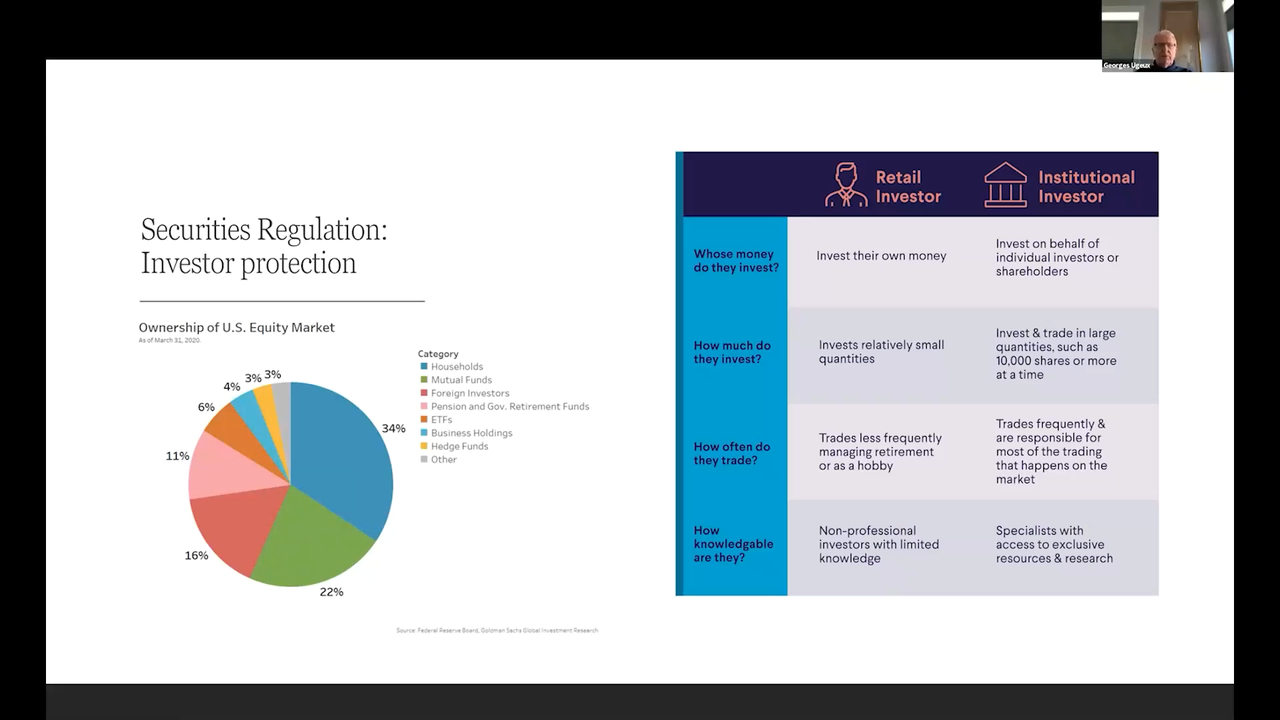 Georges Ugeux
Securities Regulation:
Investor protection
Ownership of U.S. Equity Market
As of March 31, 2020.
Category
Households
Mutual Funds
Foreign Investors
Pension and Gov. Retirement Funds
ETFs
Business Holdings
Hedge Funds
Other
34%
22%
16%
11%
6%
4%
3%
3%
Source: Federal Reserve Board, Goldman Sachs Global Investment Research
Retail
Investor
Institutional
Investor
Whose money
do they invest?
Invest their own money
Invest on behalf of
individual investors or
shareholders
How much do
they invest?
Invests relatively small
quantities
Invest & trade in large
quantities, such as
10,000 shares or more
at a time
How often do
they trade?
Trades less frequently
managing retirement
or as a hobby
Trades frequently &
are responsible for
most of the trading
that happens on the
market
How
knowledgable
are they?
Non-professional
investors with limited
knowledge
Specialists with
access to exclusive
resources & research